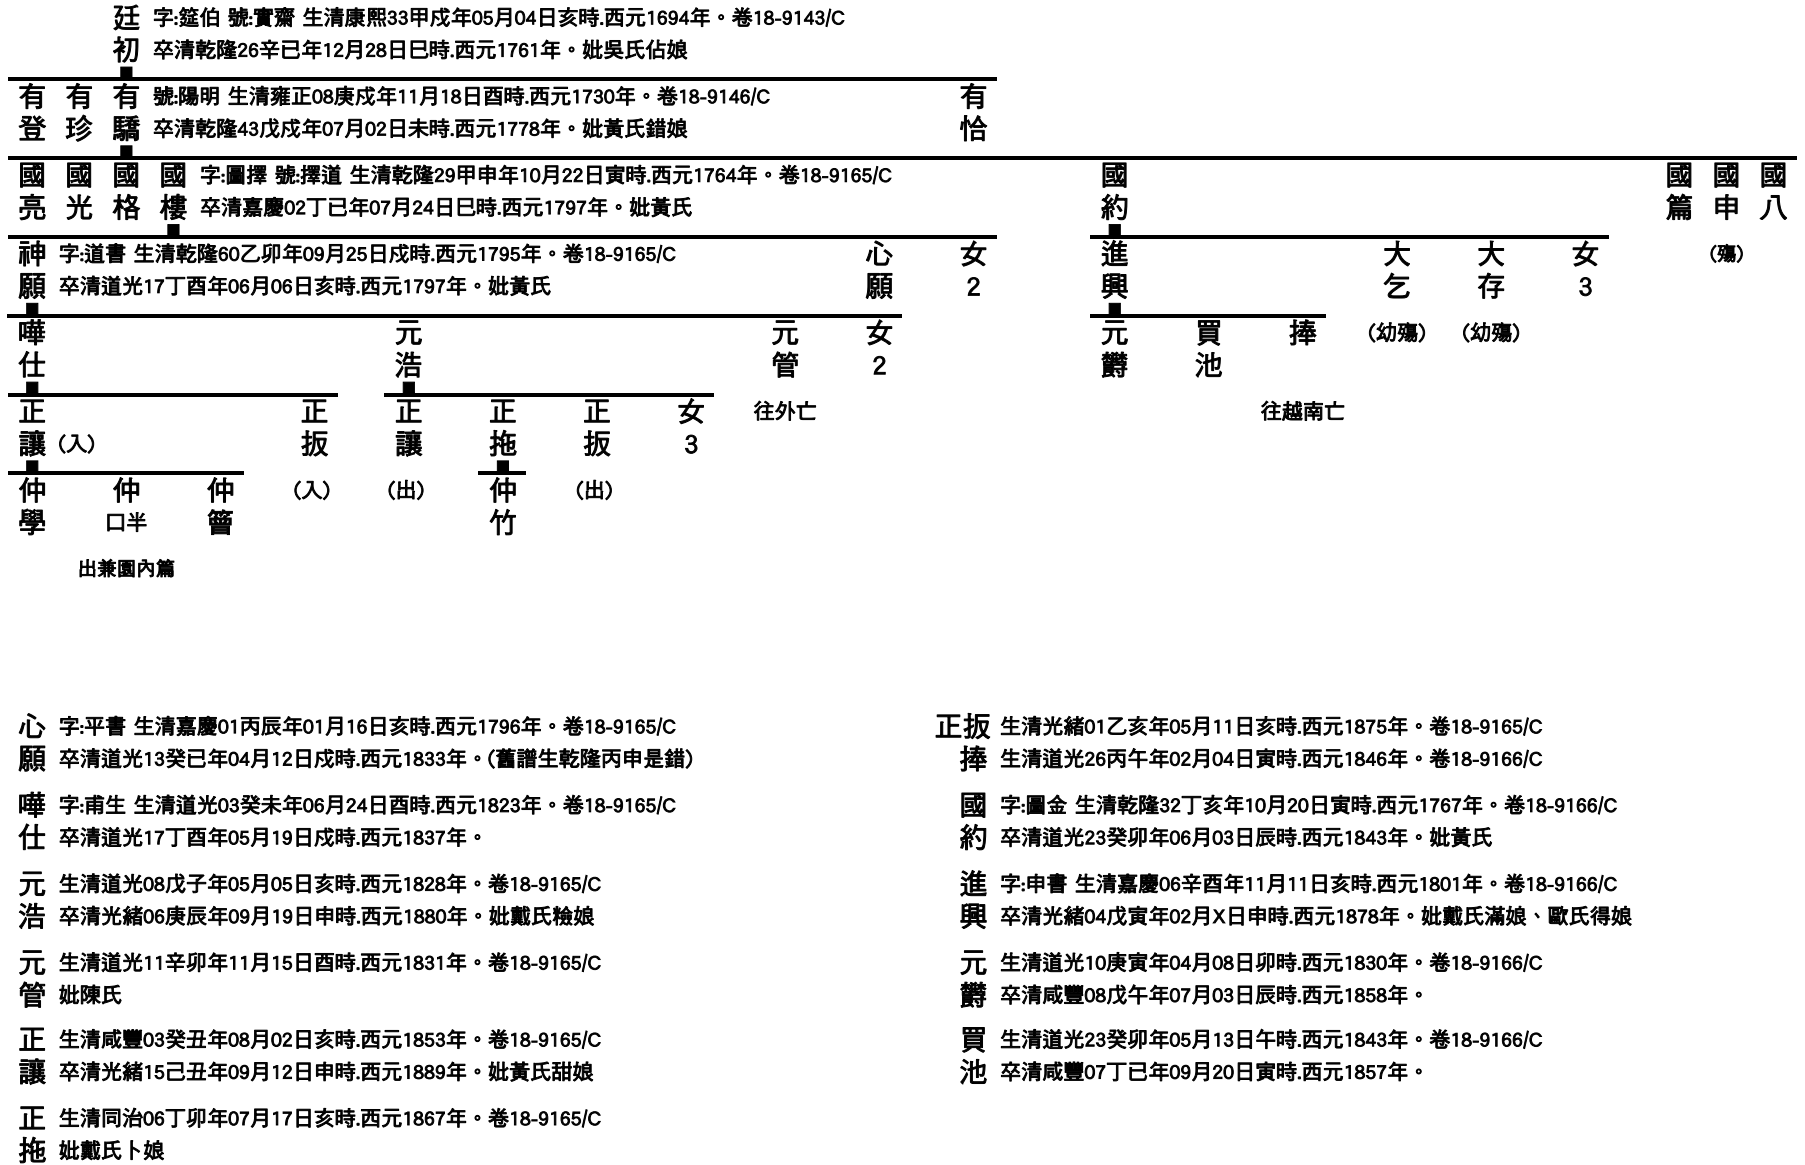 廷初 字:筵伯 號:實齋 生清康熙33甲戍年05月04日亥時.西元1694年。卷18-9143/C
卒清乾隆26辛已年12月28日巳時.西元1761年。妣吳氏佔娘
有登 有珍 有驕 號:陽明 生清雍正08庚戍年11月18日酉時.西元1730年。卷18-9146/C 有恰
卒清乾隆43戊戍年07月02日未時.西元1778年。妣黃氏錯娘
國亮 國光 國格 國樓 字:圖擇 號:擇道 生清乾隆29甲申年10月22日寅時.西元1764年。卷18-9165/C 國約 國篇 國申 國八
卒清嘉慶02丁已年07月24日巳時.西元1797年。妣黃氏
神願 字:道書 生清乾隆60乙卯年09月25日戍時.西元1795年。卷18-9165/C 心願 女2 進興 大乞 大存 女3 (殤)
卒清道光17丁酉年06月06日亥時.西元1797年。妣黃氏
嘩仕 元浩 元管 女2 元欝 買池 捧 (幼殤) (幼殤)
正讓 (入) 正扳 正讓 正拖 正扳 女3 往外亡 往越南亡
仲學 仲口半 仲簪 (入) (出) 仲竹 (出)
出兼園內篇
心願 字:平書 生清嘉慶01丙辰年01月16日亥時.西元1796年。卷18-9165/C
卒清道光13癸已年04月12日戍時.西元1833年。(舊譜生乾隆丙申是錯)
嘩仕 字:甫生 生清道光03癸未年06月24日酉時.西元1823年。卷18-9165/C
卒清道光17丁酉年05月19日戍時.西元1837年。
元浩 生清道光08戊子年05月05日亥時.西元1828年。卷18-9165/C
卒清光緒06庚辰年09月19日申時.西元1880年。妣戴氏檢娘
元管 生清道光11辛卯年11月15日酉時.西元1831年。卷18-9165/C
妣陳氏
正讓 生清咸豐03癸丑年08月02日亥時.西元1853年。卷18-9165/C
卒清光緒15己丑年09月12日申時.西元1889年。妣黃氏甜娘
正拖 生清同治06丁卯年07月17日亥時.西元1867年。卷18-9165/C
妣戴氏卜娘
正扳 生清光緒01乙亥年05月11日亥時.西元1875年。卷18-9165/C
捧 生清道光26丙午年02月04日寅時.西元1846年。卷18-9166/C
國約 字:圖金 生清乾隆32丁亥年10月20日寅時.西元1767年。卷18-9166/C
卒清道光23癸卯年06月03日辰時.西元1843年。妣黃氏
進興 字:申書 生清嘉慶06辛酉年11月11日亥時.西元1801年。卷18-9166/C
卒清光緒04戊寅年02月X日申時.西元1878年。妣戴氏滿娘、歐氏得娘
元欝 生清道光10庚寅年04月08日卯時.西元1830年。卷18-9166/C
卒清咸豐08戊午年07月03日辰時.西元1858年。
買池 生清道光23癸卯年05月13日午時.西元1843年。卷18-9166/C
卒清咸豐07丁已年09月20日寅時.西元1857年。